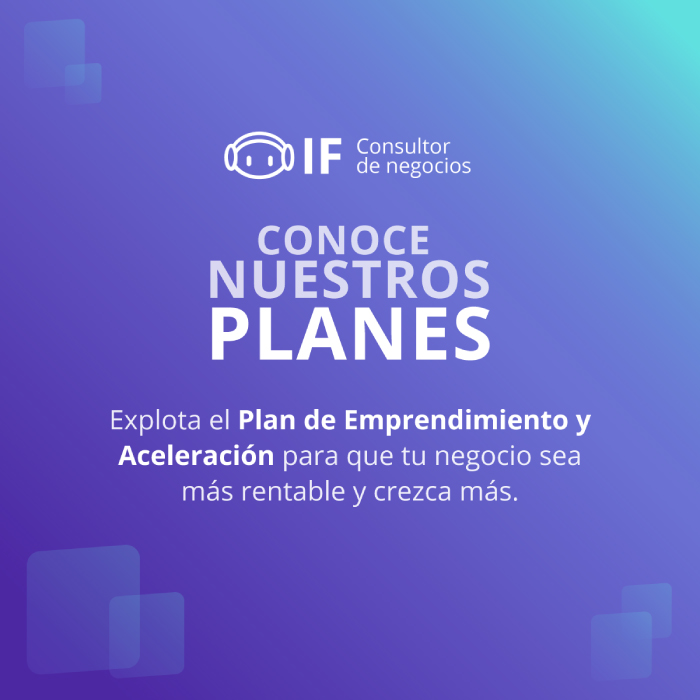 IF Consultor
de negocios
CONOCE
NUESTROS
PLANES
Explota el Plan de Emprendimiento y
Aceleración para que tu negocio sea
más rentable y crezca más.